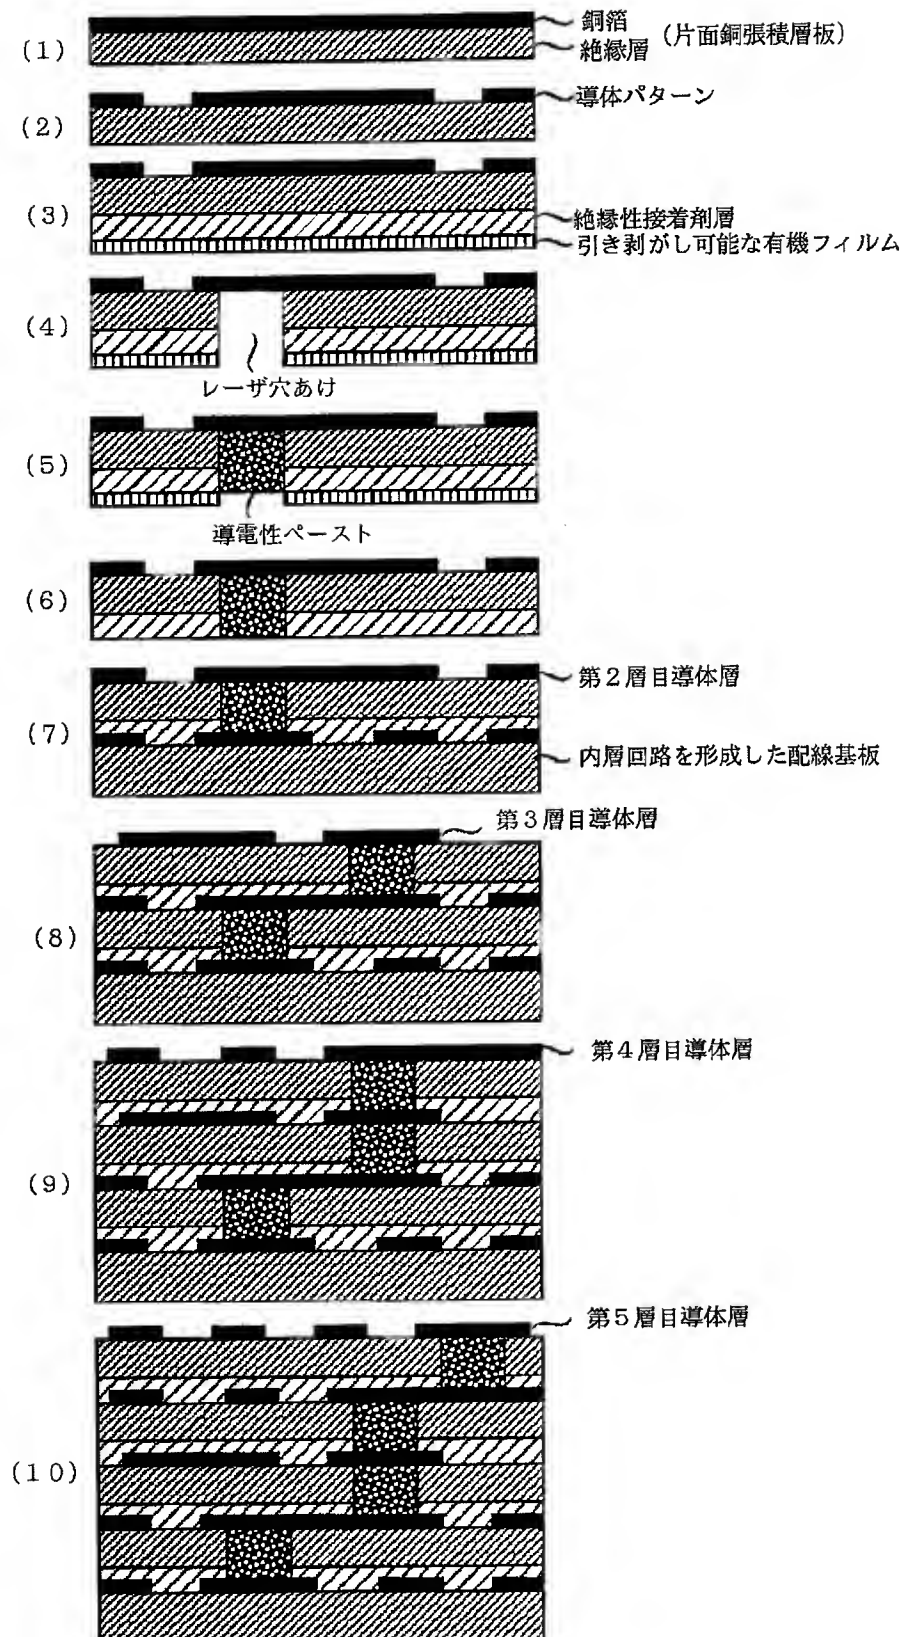 (1)
銅箔
絶縁層
(片面銅張積層板)
(2)
導体パターン
(3)
絶縁性接着剤層
引き剥がし可能な有機フィルム
(4)
レーザ穴あけ
(5)
導電性ペースト
(6)
(7)
第2層目導体層
内層回路を形成した配線基板
(8)
第3層目導体層
(9)
第4層目導体層
(10)
第5層目導体層